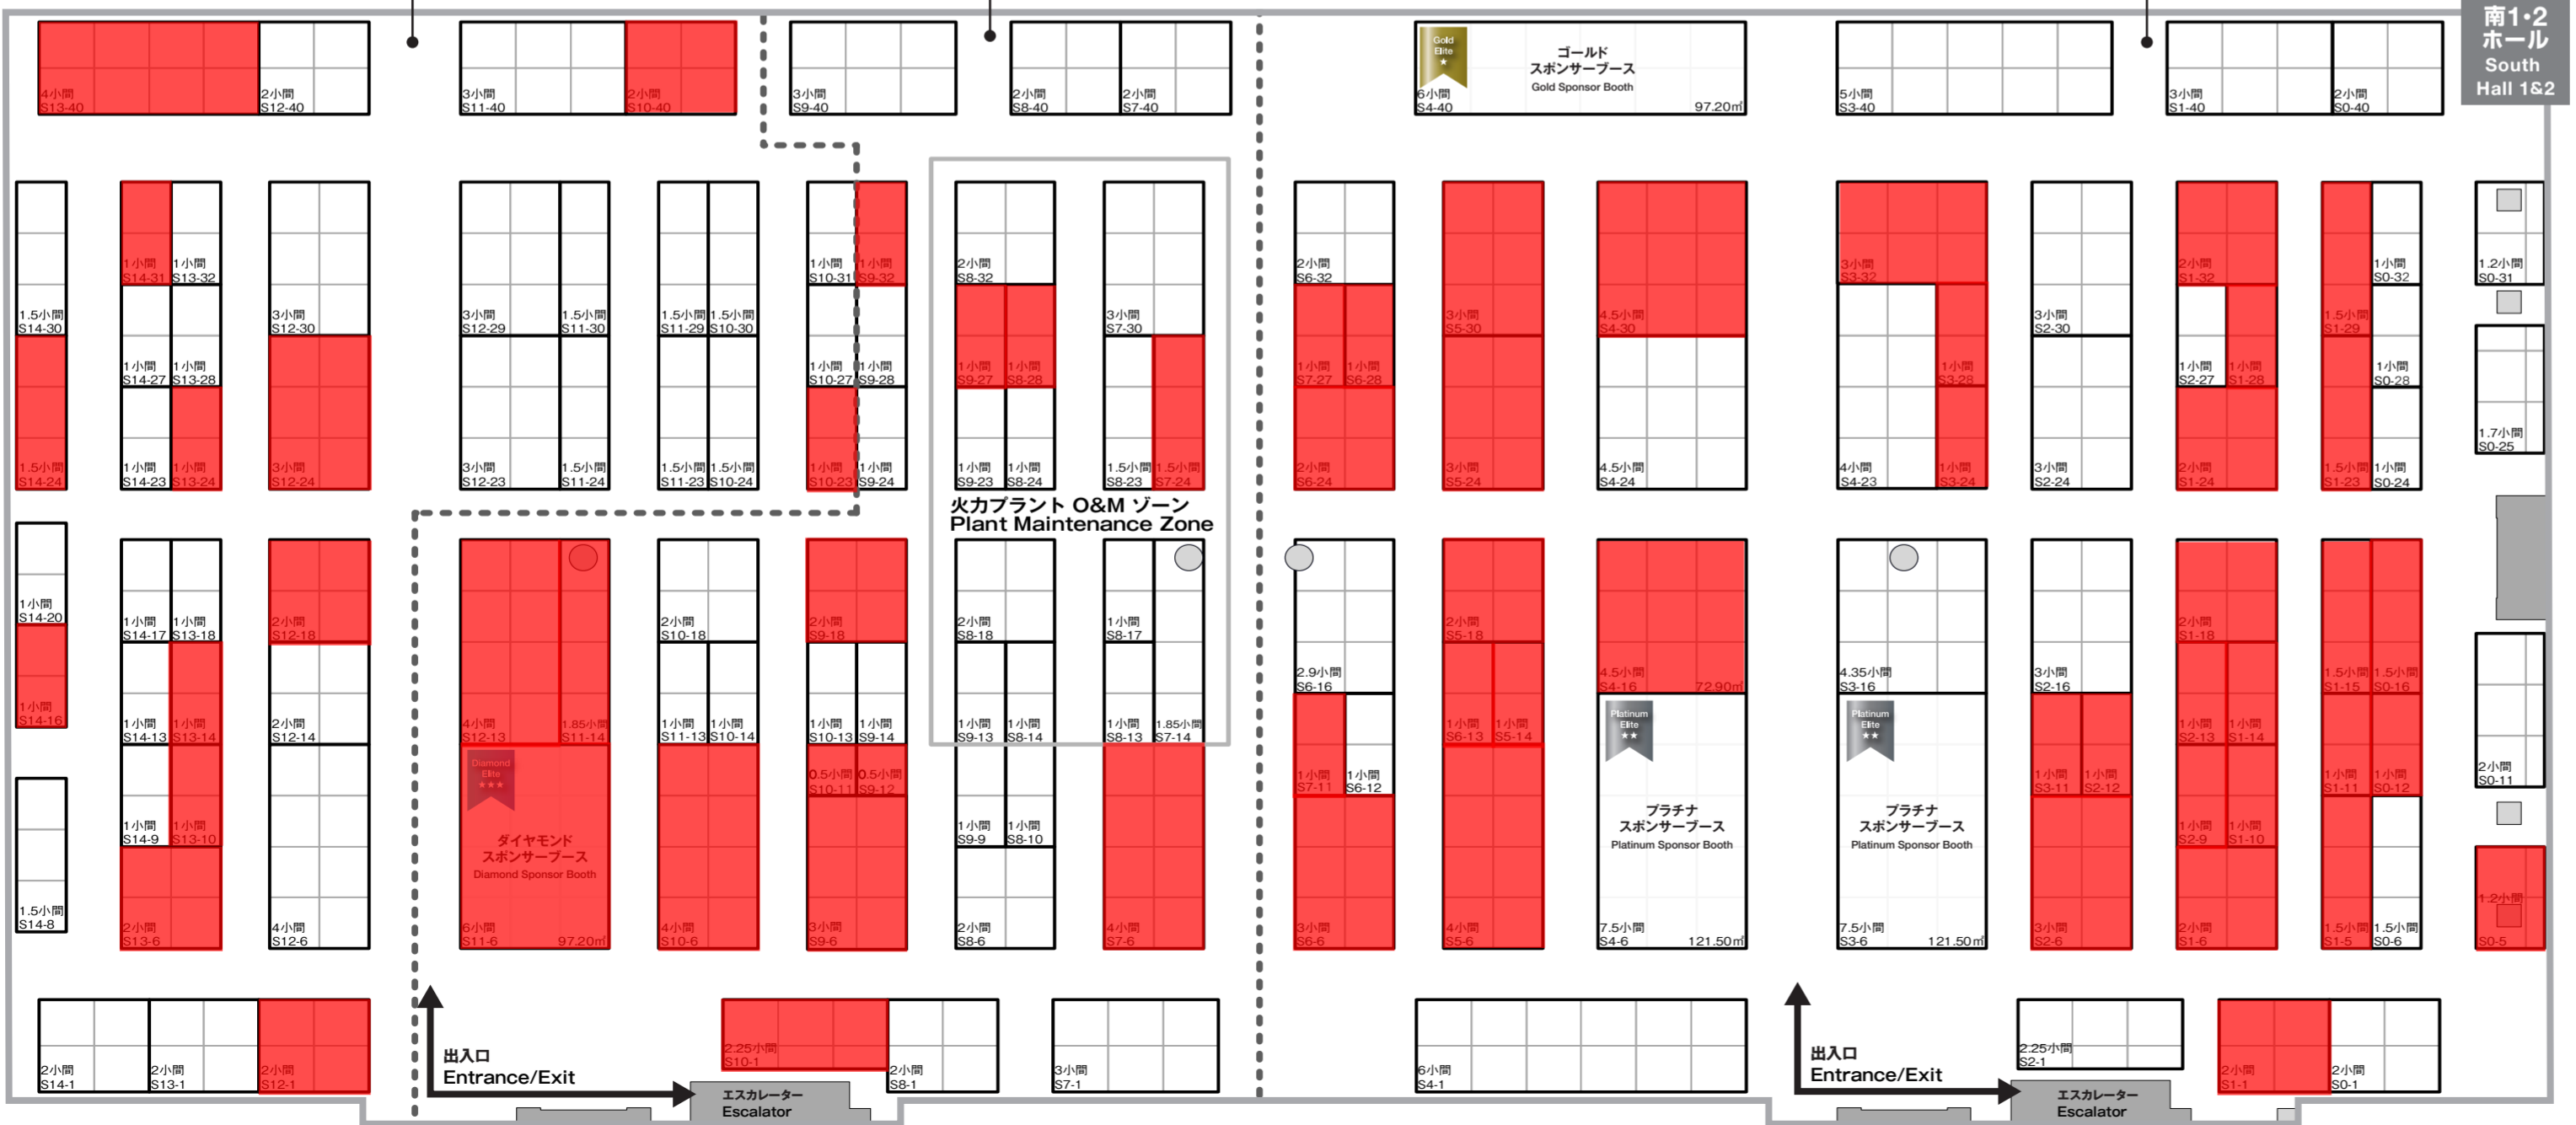 南1・2
ホール
South
Hall 1&2
4小間
S13-40
2小間
S12-40
3小間
S11-40
2小間
S10-40
3小間
S9-40
2小間
S8-40
2小間
S7-40
Gold
Elite
★
ゴールド
スポンサーブース
Gold Sponsor Booth
6小間
S4-40
97.20㎡
5小間
S3-40
3小間
S1-40
2小間
S0-40
1小間
S14-31
1小間
S13-32
1小間
S10-31
1小間
S9-32
2小間
S8-32
2小間
S6-32
3小間
S3-32
2小間
S1-32
1小間
S0-32
1.2小間
S0-31
1.5小間
S14-30
3小間
S12-30
3小間
S12-29
1.5小間
S11-30
1.5小間
S11-29
1.5小間
S10-30
3小間
S7-30
3小間
S5-30
4.5小間
S4-30
3小間
S2-30
1.5小間
S1-29
1小間
S14-27
1小間
S13-28
1小間
S10-27
1小間
S9-28
1小間
S9-27
1小間
S8-28
1小間
S7-27
1小間
S6-28
1小間
S3-28
1小間
S2-27
1小間
S1-28
1小間
S0-28
1.7小間
S0-25
1.5小間
S14-24
1小間
S14-23
1小間
S13-24
3小間
S12-24
3小間
S12-23
1.5小間
S11-24
1.5小間
S11-23
1.5小間
S10-24
1小間
S10-23
1小間
S9-24
1小間
S9-23
1小間
S8-24
1.5小間
S8-23
1.5小間
S7-24
2小間
S6-24
3小間
S5-24
4.5小間
S4-24
4小間
S4-23
1小間
S3-24
3小間
S2-24
2小間
S1-24
1.5小間
S1-23
1小間
S0-24
火力プラント O&M ゾーン
Plant Maintenance Zone
1小間
S14-20
1小間
S14-17
1小間
S13-18
2小間
S12-18
2小間
S10-18
2小間
S9-18
2小間
S8-18
1小間
S8-17
2小間
S5-18
2小間
S1-18
2.9小間
S6-16
4.5小間
S4-16
72.90㎡
4.35小間
S3-16
3小間
S2-16
1.5小間
S1-15
1.5小間
S0-16
1小間
S14-16
1小間
S14-13
1小間
S13-14
2小間
S12-14
4小間
S12-13
1.85小間
S11-14
1小間
S11-13
1小間
S10-14
1小間
S10-13
1小間
S9-14
1小間
S9-13
1小間
S8-14
1小間
S8-13
1.85小間
S7-14
1小間
S6-13
1小間
S5-14
1小間
S2-13
1小間
S1-14
Diamond
Elite
★★★
0.5小間
S10-11
0.5小間
S9-12
1小間
S7-11
1小間
S6-12
Platinum
Elite
★★
Platinum
Elite
★★
1小間
S3-11
1小間
S2-12
1小間
S1-11
1小間
S0-12
2小間
S0-11
1小間
S14-9
1小間
S13-10
ダイヤモンド
スポンサーブース
Diamond Sponsor Booth
1小間
S9-9
1小間
S8-10
プラチナ
スポンサーブース
Platinum Sponsor Booth
プラチナ
スポンサーブース
Platinum Sponsor Booth
1小間
S2-9
1小間
S1-10
1.5小間
S14-8
2小間
S13-6
4小間
S12-6
6小間
S11-6
97.20㎡
4小間
S10-6
3小間
S9-6
2小間
S8-6
4小間
S7-6
3小間
S6-6
4小間
S5-6
7.5小間
S4-6
121.50㎡
7.5小間
S3-6
121.50㎡
3小間
S2-6
2小間
S1-6
1.5小間
S1-5
1.5小間
S0-6
1.2小間
S0-5
2小間
S14-1
2小間
S13-1
2小間
S12-1
出入口
Entrance/Exit
2.25小間
S10-1
2小間
S8-1
3小間
S7-1
6小間
S4-1
出入口
Entrance/Exit
2.25小間
S2-1
2小間
S1-1
2小間
S0-1
エスカレーター
Escalator
エスカレーター
Escalator